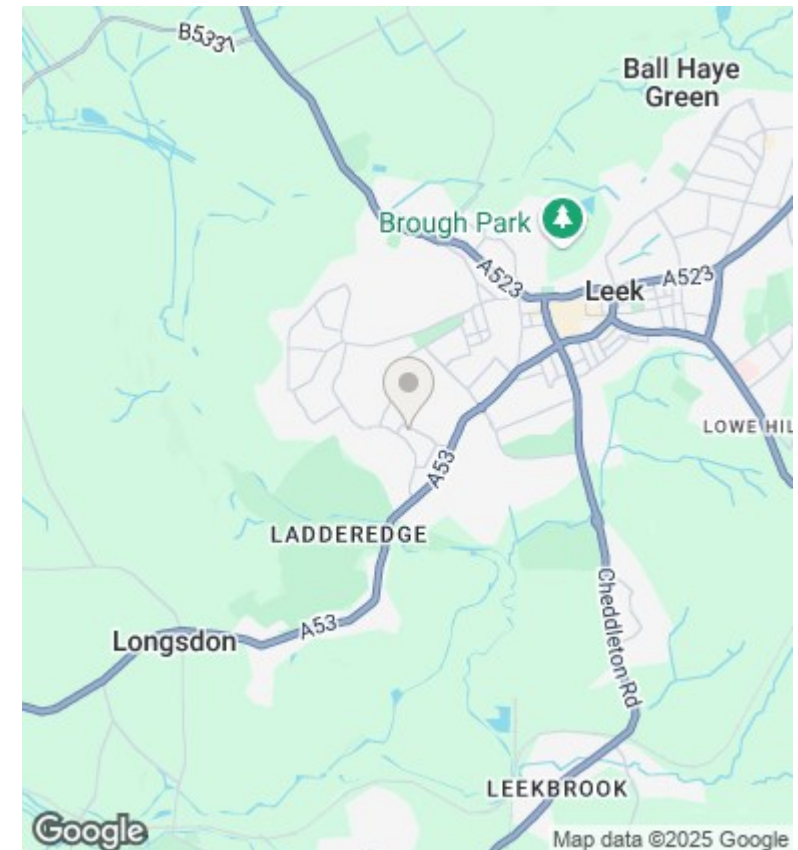 B5331
Ball Haye
Green
Brough Park
A523
Leek
A523
LOWE HIL
A53
LADDEREDGE
Longsdon
A53
Cheddleton Rd
LEEKBROOK
Google
Map data ©2025 Google